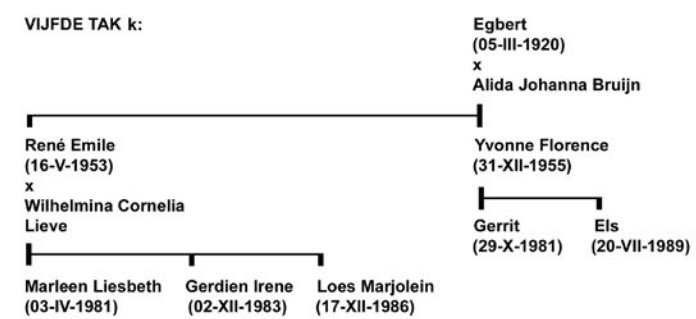 VIJFDE TAK k:
Egbert
(05-III-1920)
x
Alida Johanna Bruijn
René Emile
(16-V-1953)
x
Wilhelmina Cornelia
Lieve
Yvonne Florence
(31-XII-1955)
Gerrit
(29-X-1981)
Els
(20-VII-1989)
Marleen Liesbeth
(03-IV-1981)
Gerdien Irene
(02-XII-1983)
Loes Marjolein
(17-XII-1986)